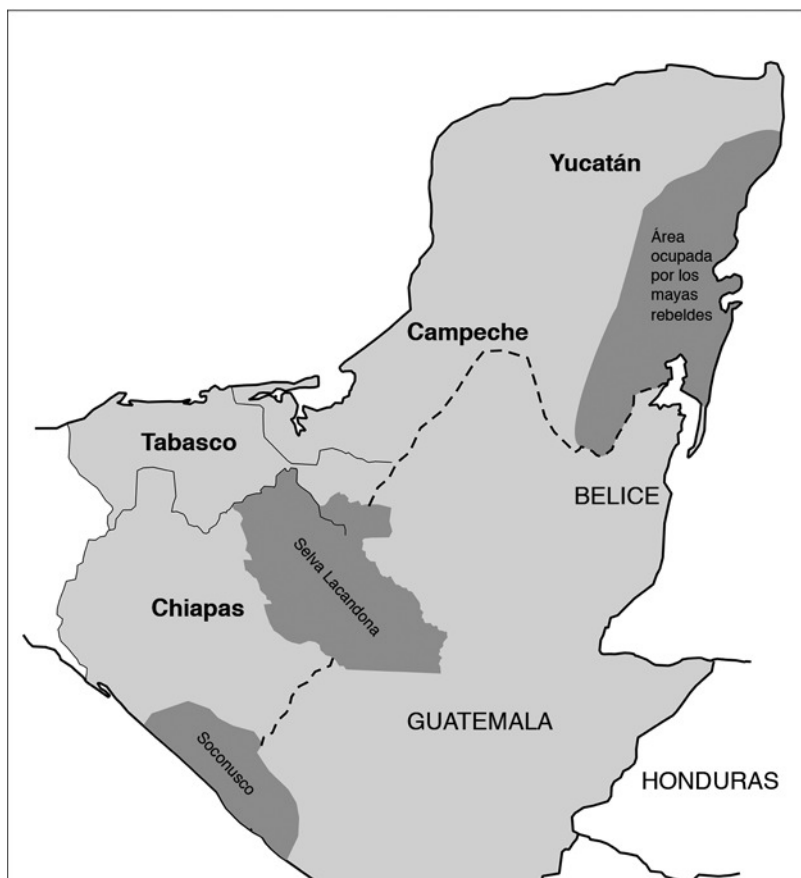 Yucatán
Área
ocupada
por los
mayas
rebeldes
Campeche
Tabasco
BELICE
Selva Lacandona
Chiapas
GUATEMALA
Soconusco
HONDURAS